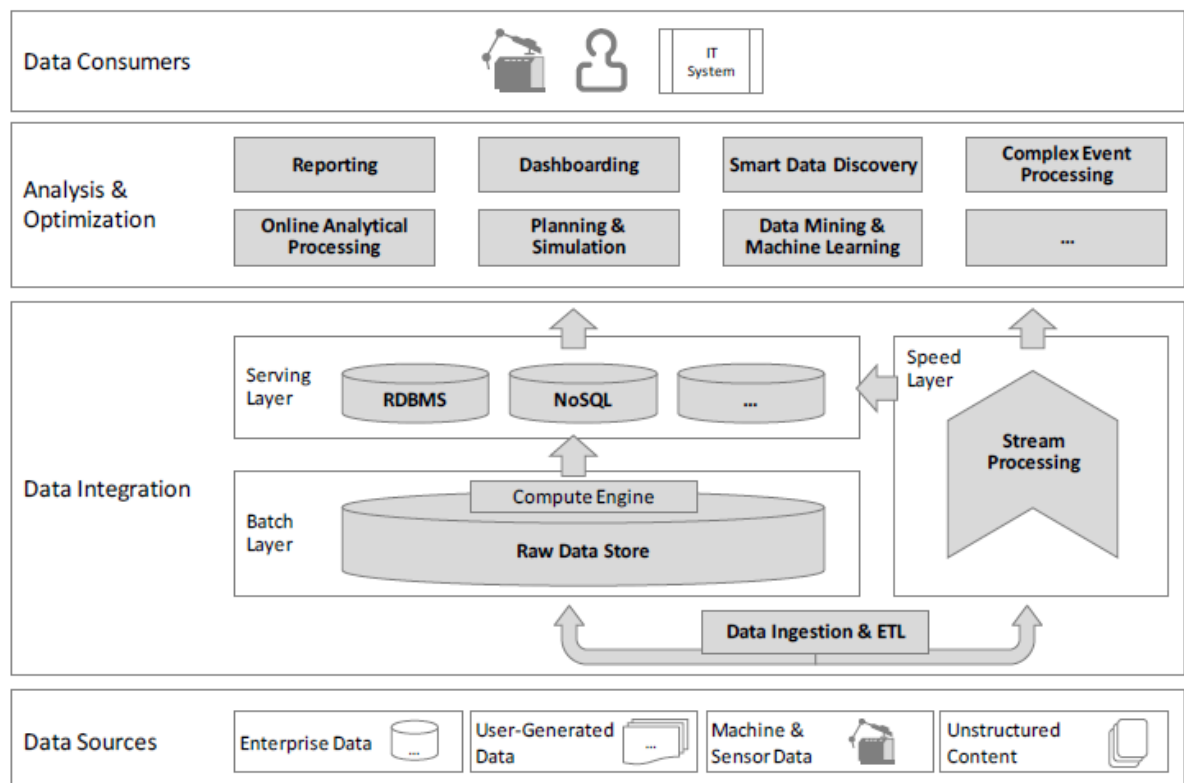 Data Consumers
IT
System
Analysis &
Optimization
Reporting
Dashboarding
Smart Data Discovery
Complex Event
Processing
Online Analytical
Processing
Planning &
Simulation
Data Mining &
Machine Learning
...
Data Integration
Serving
Layer
RDBMS
NoSQL
...
Speed
Layer
Stream
Processing
Batch
Layer
Compute Engine
Raw Data Store
Data Ingestion & ETL
Data Sources
Enterprise Data
...
User-Generated
Data
...
Machine &
Sensor Data
Unstructured
Content